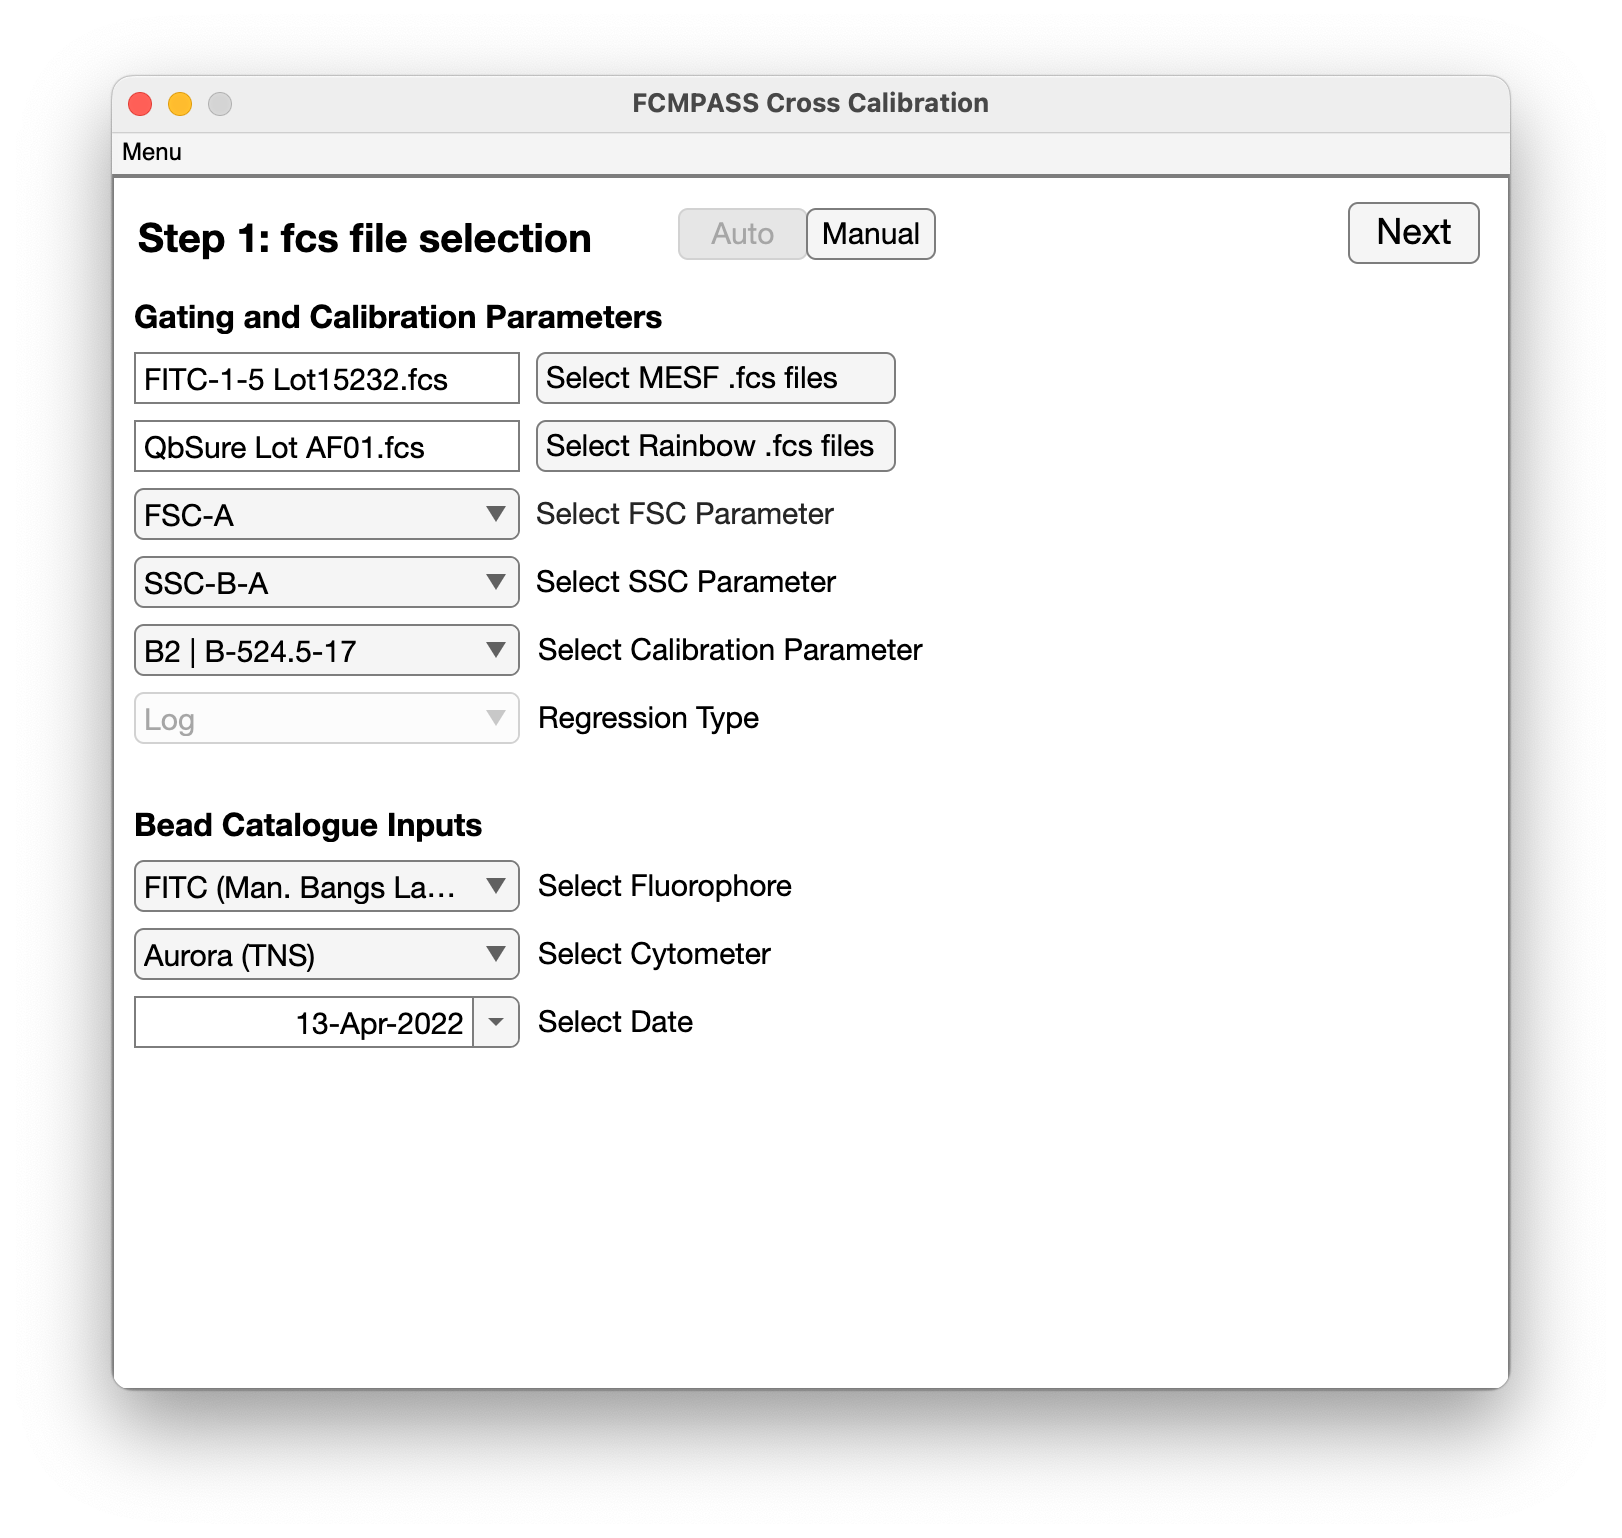 FCMPASS Cross Calibration
Menu
Step 1: fcs file selection
Auto
Manual
Next
Gating and Calibration Parameters
FITC-1-5 Lot15232.fcs
Select MESF .fcs files
QbSure Lot AF01.fcs
Select Rainbow .fcs files
FSC-A
Select FSC Parameter
SSC-B-A
Select SSC Parameter
B2 | B-524.5-17
Select Calibration Parameter
Log
Regression Type
Bead Catalogue Inputs
FITC (Man. Bangs La...
Select Fluorophore
Aurora (TNS)
Select Cytometer
13-Apr-2022
Select Date